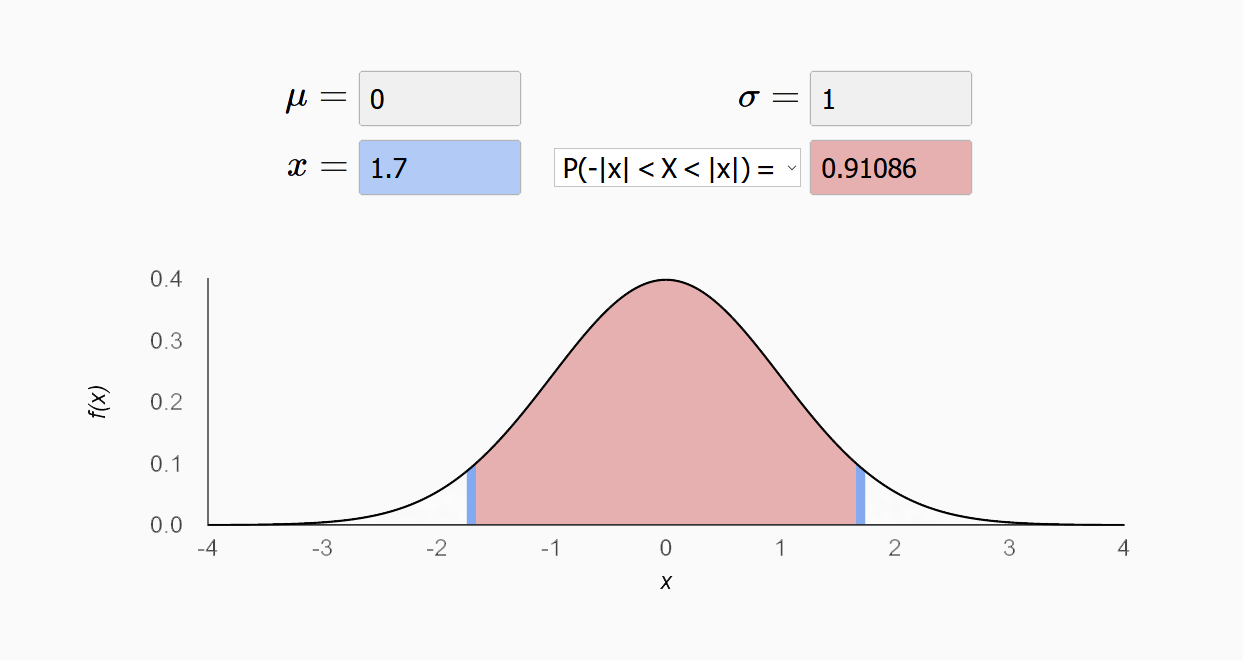 μ = 0 σ = 1
x = 1.7 P(-|x| < X < |x|) = 0.91086
0.4
0.3
0.2
0.1
0.0
f(x)
-4 -3 -2 -1 0 1 2 3 4
x